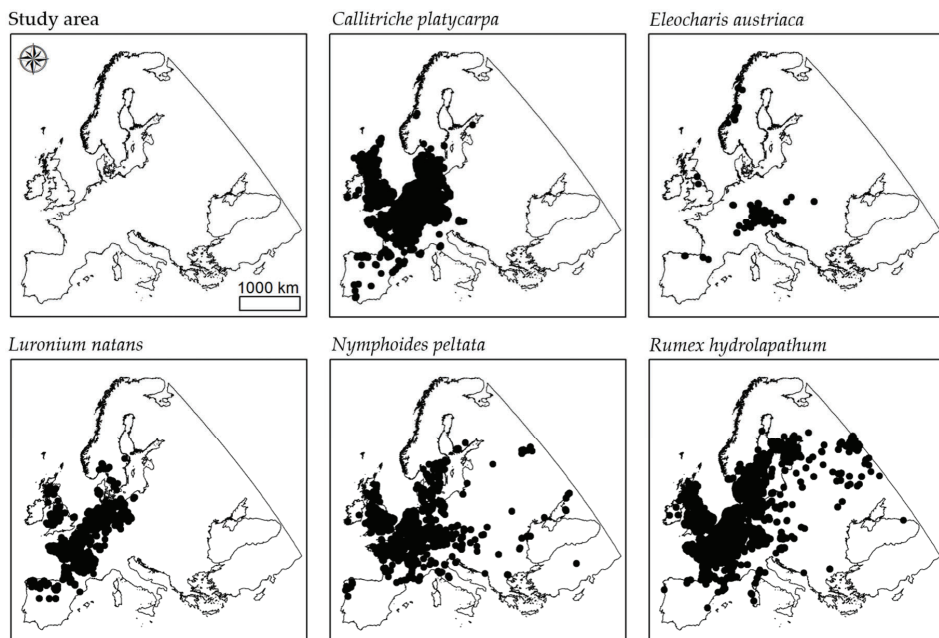 Study area
Callitriche platycarpa
Eleocharis austriaca
1000 km
Luronium natans
Nymphoides peltata
Rumex hydrolapathum